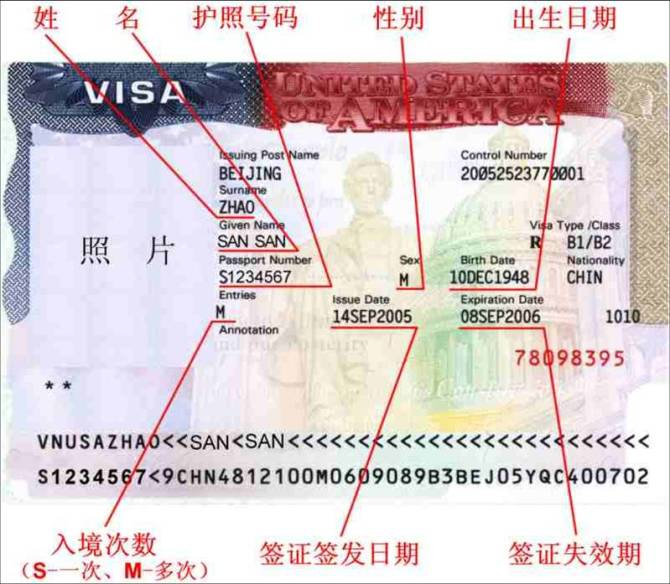 姓 名 护照号码 性别 出生日期
VISA UNITED STATES
OF AMERICA
Issuing Post Name Control Number
BEIJING 20052523770001
Surname
ZHAO
Given Name Visa Type /Class
SAN SAN R B1/B2
照 片
Passport Number Sex Birth Date Nationality
S1234567 M 10DEC1948 CHIN
Entries Issue Date Expiration Date
M 14SEP2005 08SEP2006 1010
Annotation
78098395
**
VNUSAZHAO<<SAN<SAN<<<<<<<<<<<<<<<<<<<<<<<<<<
S1234567<9CHN4812100M0609089B3BEJ05YQC400702
入境次数 签证签发日期 签证失效期
（S-一次、M-多次）